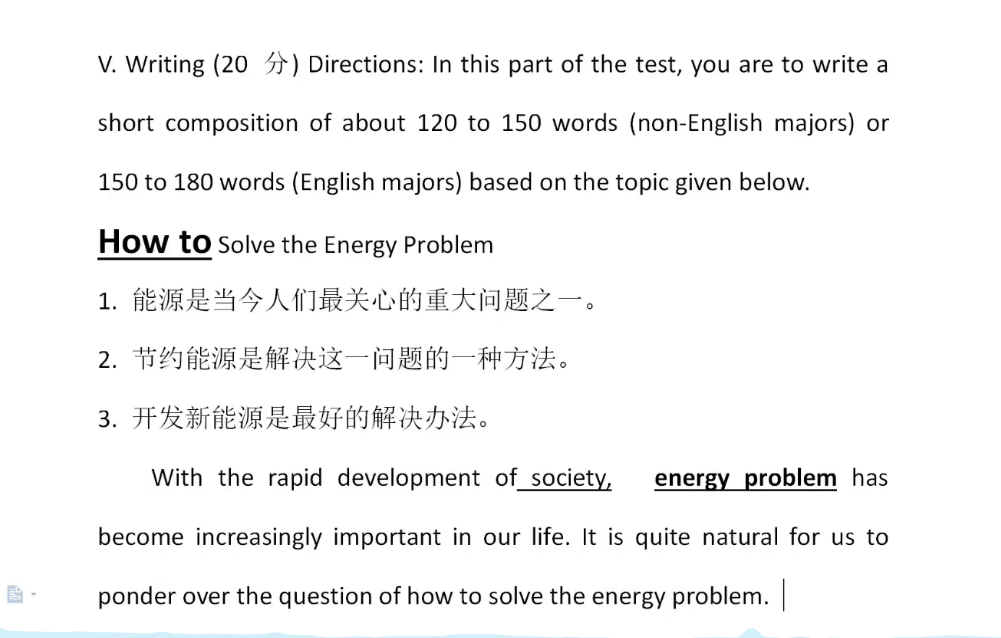 V. Writing (20 分) Directions: In this part of the test, you are to write a
short composition of about 120 to 150 words (non-English majors) or
150 to 180 words (English majors) based on the topic given below.
How to Solve the Energy Problem
1. 能源是当今人们最关心的重大问题之一。
2. 节约能源是解决这一问题的一种方法。
3. 开发新能源是最好的解决办法。
With the rapid development of society, energy problem has
become increasingly important in our life. It is quite natural for us to
ponder over the question of how to solve the energy problem.